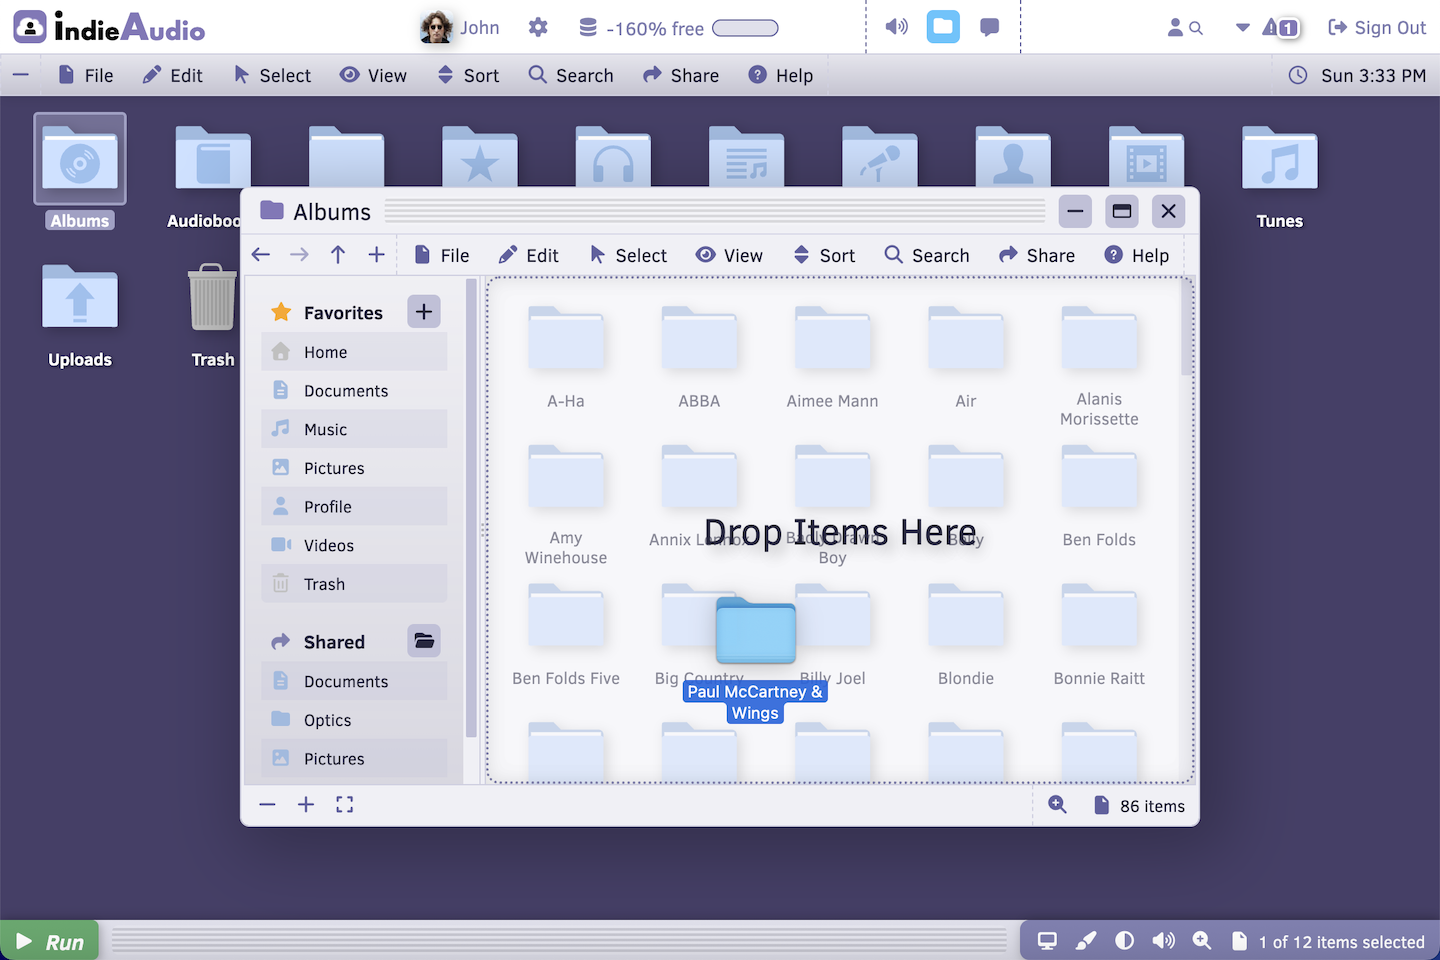 IndieAudio
John
-160% free
1
Sign Out
File
Edit
Select
View
Sort
Search
Share
Help
Sun 3:33 PM
Albums
Audioboo
Tunes
Uploads
Trash
Albums
File
Edit
Select
View
Sort
Search
Share
Help
Favorites
Home
Documents
Music
Pictures
Profile
Videos
Trash
Shared
Documents
Optics
Pictures
A-Ha
ABBA
Aimee Mann
Air
Alanis
Morissette
Amy
Winehouse
Annix Lennox
Badly Drawn
Boy
Belly
Ben Folds
Drop Items Here
Ben Folds Five
Big Country
Billy Joel
Blondie
Bonnie Raitt
Paul McCartney &
Wings
86 items
Run
1 of 12 items selected